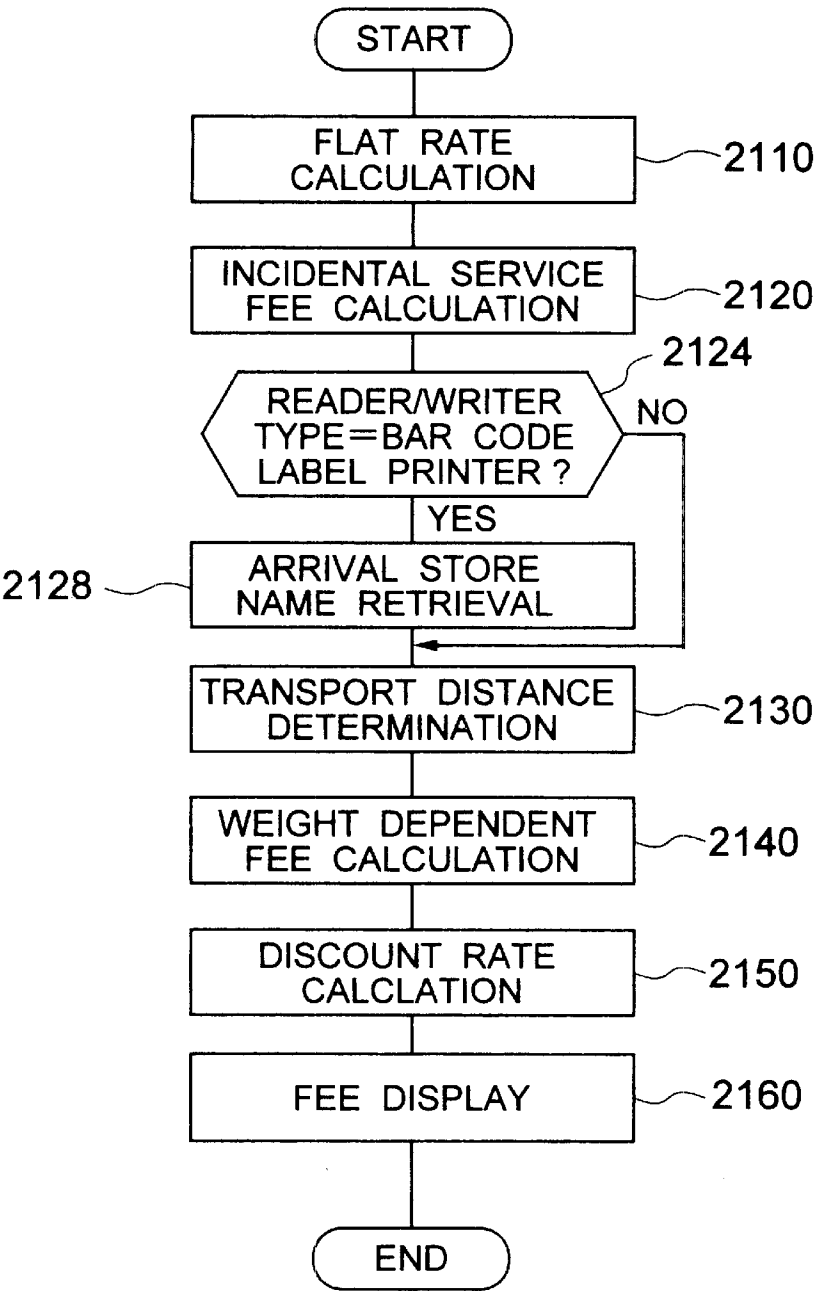 START
FLAT RATE
CALCULATION
2110
INCIDENTAL SERVICE
FEE CALCULATION
2120
2124
READER/WRITER
TYPE=BAR CODE
LABEL PRINTER ?
NO
YES
2128
ARRIVAL STORE
NAME RETRIEVAL
TRANSPORT DISTANCE
DETERMINATION
2130
WEIGHT DEPENDENT
FEE CALCULATION
2140
DISCOUNT RATE
CALCLATION
2150
FEE DISPLAY
2160
END